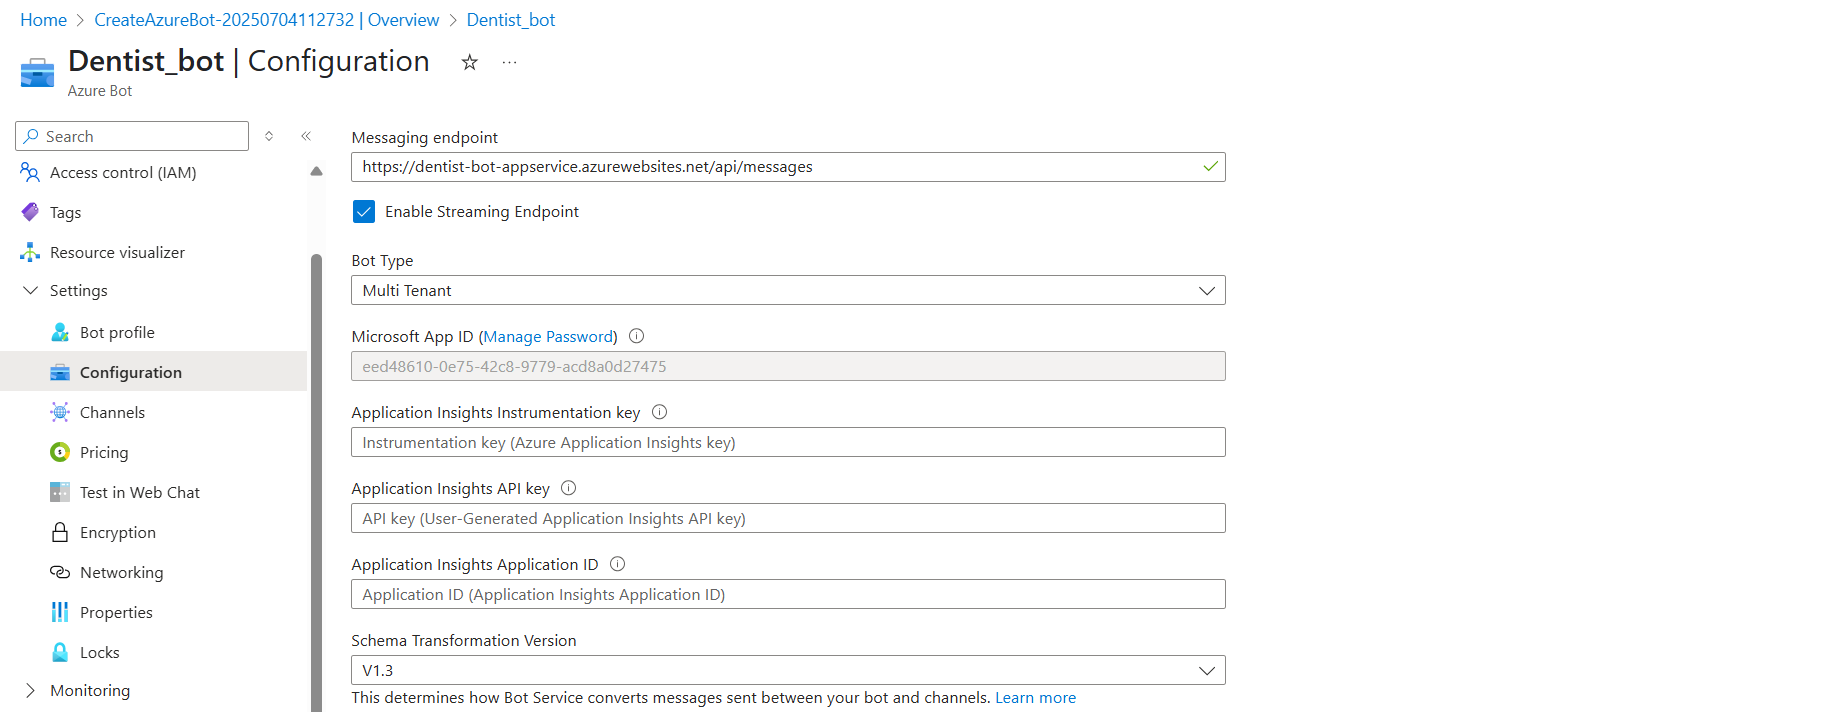 Home > CreateAzureBot-20250704112732 | Overview > Dentist_bot
Dentist_bot | Configuration
Azure Bot
Search
Access control (IAM)
Tags
Resource visualizer
Settings
Bot profile
Configuration
Channels
Pricing
Test in Web Chat
Encryption
Networking
Properties
Locks
Monitoring
Messaging endpoint
https://dentist-bot-appservice.azurewebsites.net/api/messages
Enable Streaming Endpoint
Bot Type
Multi Tenant
Microsoft App ID (Manage Password)
eed48610-0e75-42c8-9779-acd8a0d27475
Application Insights Instrumentation key
Instrumentation key (Azure Application Insights key)
Application Insights API key
API key (User-Generated Application Insights API key)
Application Insights Application ID
Application ID (Application Insights Application ID)
Schema Transformation Version
V1.3
This determines how Bot Service converts messages sent between your bot and channels. Learn more